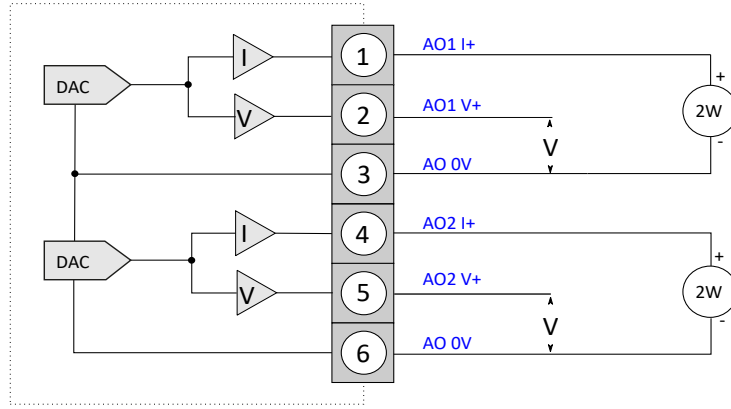 I
1
AO1 I+
+
DAC
2W
V
2
AO1 V+
V
-
3
AO 0V
I
4
AO2 I+
+
DAC
2W
V
5
AO2 V+
V
-
6
AO 0V